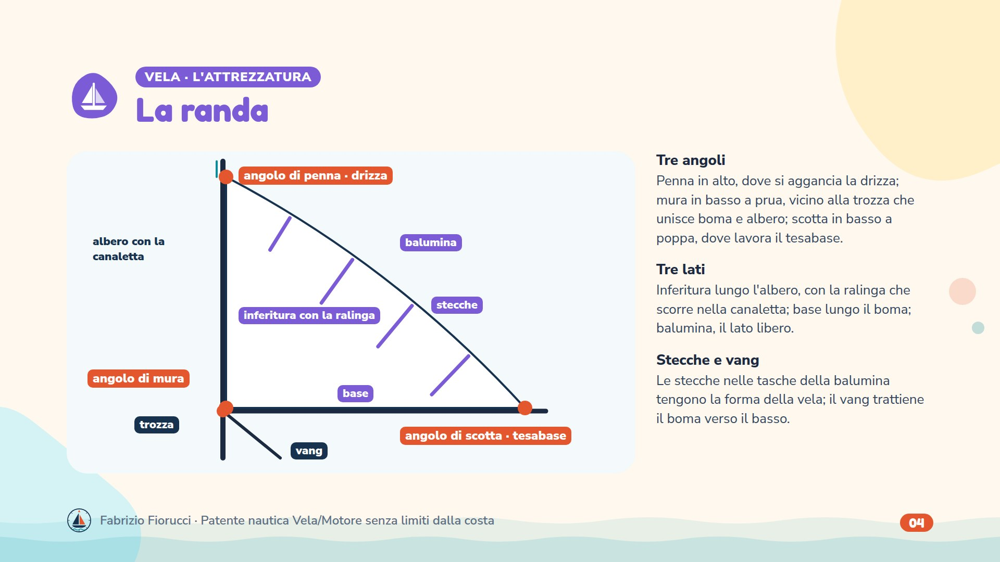 VELA · L'ATTREZZATURA
La randa
angolo di penna · drizza
albero con la
canaletta
balumina
stecche
inferitura con la ralinga
angolo di mura
base
trozza
angolo di scotta · tesabase
vang
Tre angoli
Penna in alto, dove si aggancia la drizza;
mura in basso a prua, vicino alla trozza che
unisce boma e albero; scotta in basso a
poppa, dove lavora il tesabase.
Tre lati
Inferitura lungo l'albero, con la ralinga che
scorre nella canaletta; base lungo il boma;
balumina, il lato libero.
Stecche e vang
Le stecche nelle tasche della balumina
tengono la forma della vela; il vang trattiene
il boma verso il basso.
Fabrizio Fiorucci · Patente nautica Vela/Motore senza limiti dalla costa
04